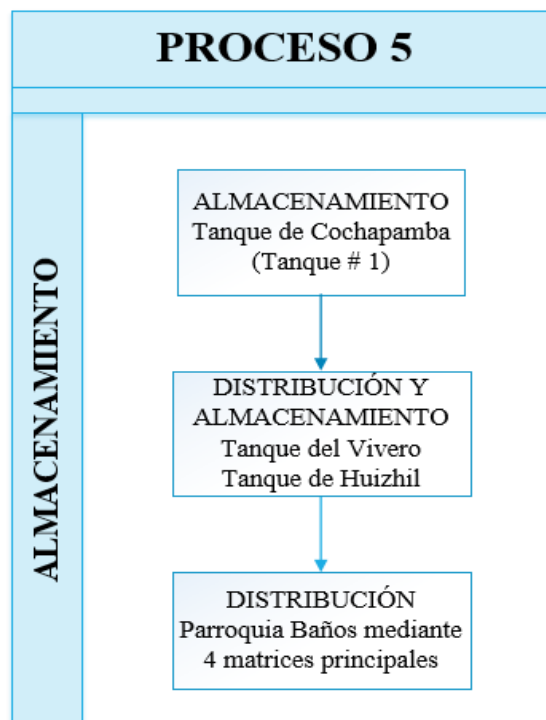 PROCESO 5
ALMACENAMIENTO
ALMACENAMIENTO
Tanque de Cochapamba
(Tanque # 1)
DISTRIBUCIÓN Y
ALMACENAMIENTO
Tanque del Vivero
Tanque de Huizhil
DISTRIBUCIÓN
Parroquia Baños mediante
4 matrices principales